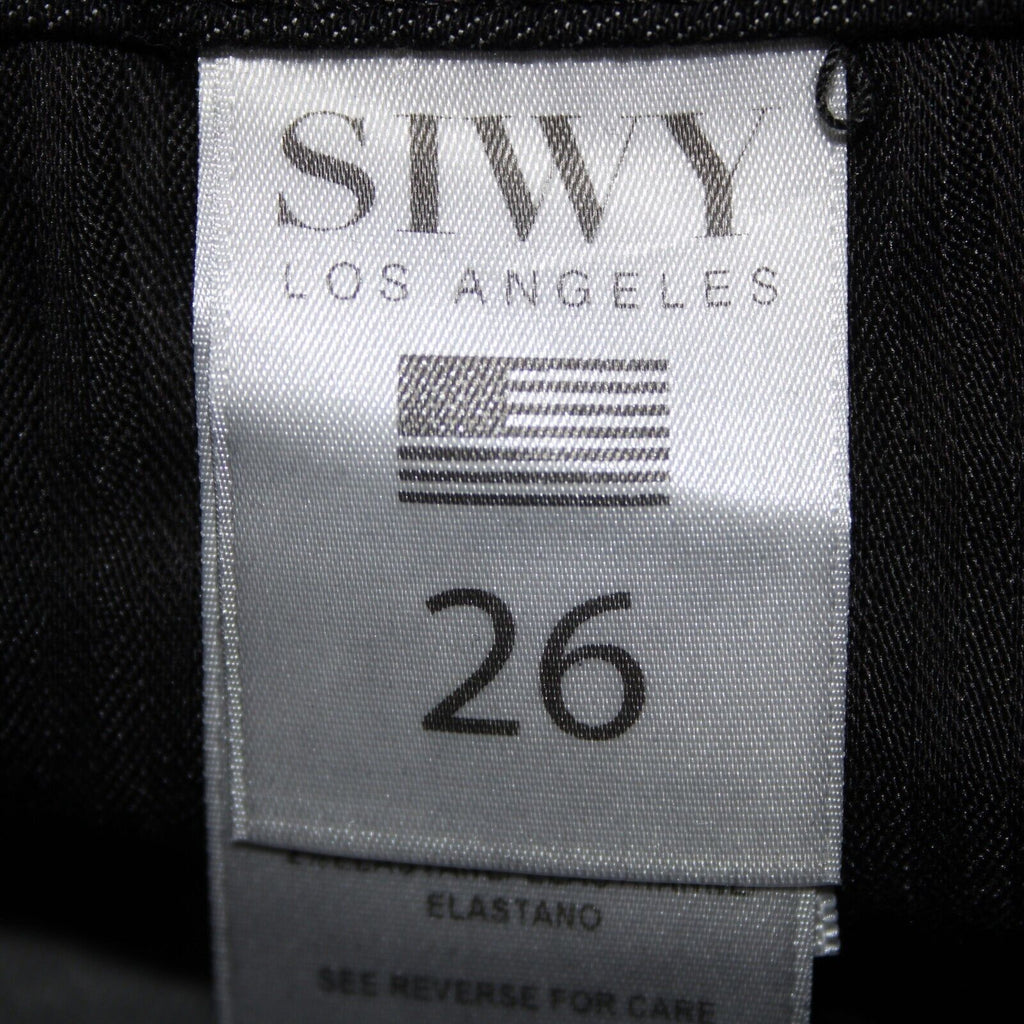 SIWY
LOS ANGELES
26
ELASTANO
SEE REVERSE FOR CARE